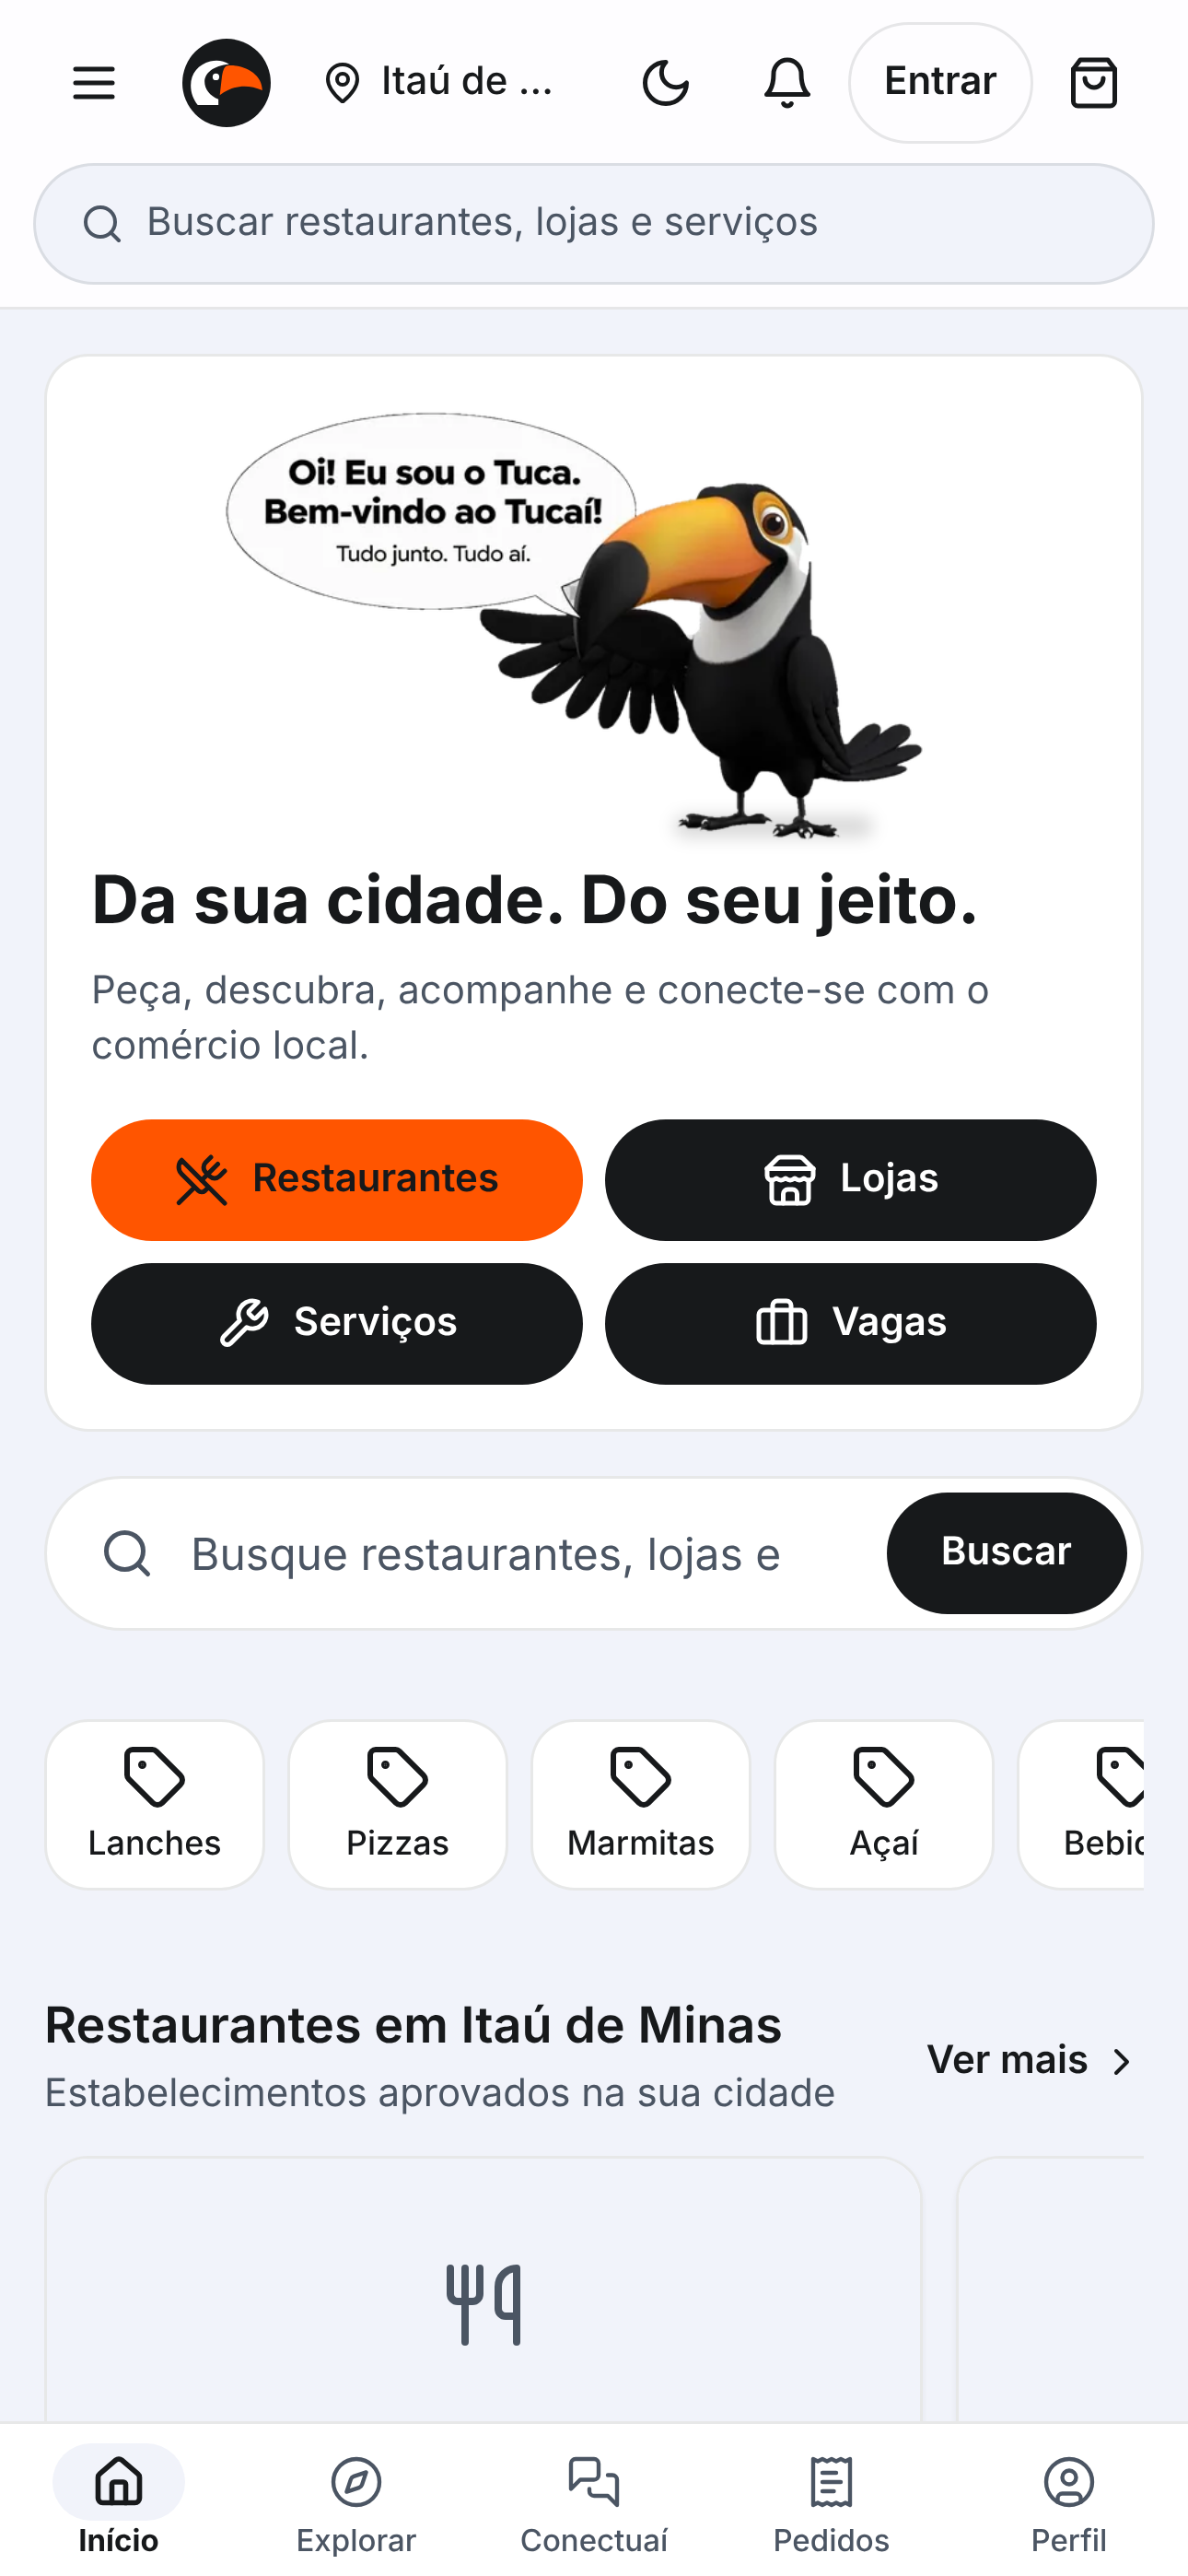 Itaú de ...
Entrar
Buscar restaurantes, lojas e serviços
Oi! Eu sou o Tuca.
Bem-vindo ao Tucaí!
Tudo junto. Tudo aí.
Da sua cidade. Do seu jeito.
Peça, descubra, acompanhe e conecte-se com o
comércio local.
Restaurantes
Lojas
Serviços
Vagas
Busque restaurantes, lojas e
Buscar
Lanches
Pizzas
Marmitas
Açaí
Restaurantes em Itaú de Minas
Ver mais
Estabelecimentos aprovados na sua cidade
Início
Explorar
Conectuaí
Pedidos
Perfil